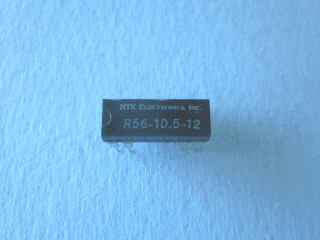 NTE ELECTRONICS, INC.
R56-1D.5-12